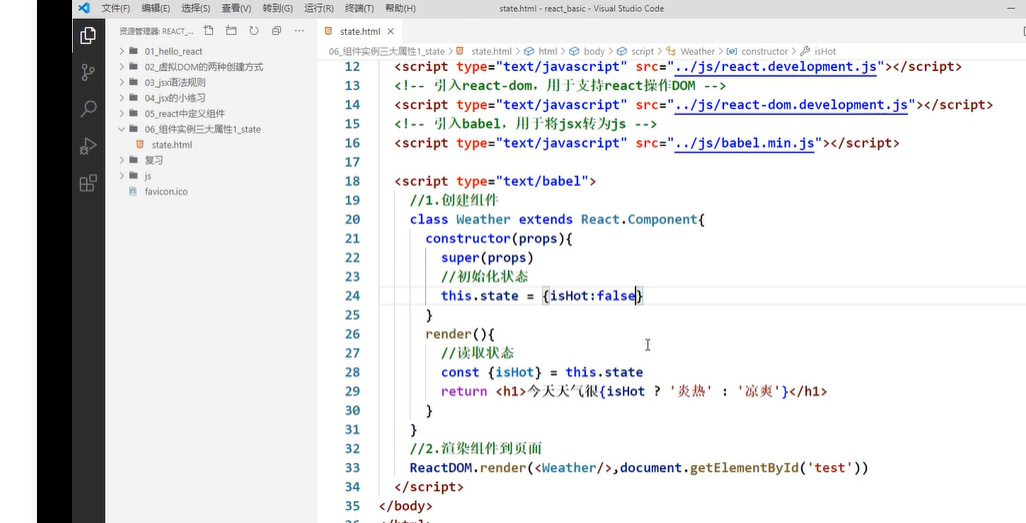 文件(F) 编辑(E) 选择(S) 查看(V) 转到(G) 运行(R) 终端(T) 帮助(H) state.html - react_basic - Visual Studio Code
资源管理器: REACT_...
01_hello_react
02_虚拟DOM的两种创建方式
03_jsx语法规则
04_jsx的小练习
05_react中定义组件
06_组件实例三大属性1_state
state.html
复习
js
favicon.ico
state.html
06_组件实例三大属性1_state > state.html > html > body > script > Weather > constructor > isHot
12 <script type="text/javascript" src="../js/react.development.js"></script>
13 <!-- 引入react-dom，用于支持react操作DOM -->
14 <script type="text/javascript" src="../js/react-dom.development.js"></script>
15 <!-- 引入babel，用于将jsx转为js -->
16 <script type="text/javascript" src="../js/babel.min.js"></script>
17
18 <script type="text/babel">
19 //1.创建组件
20 class Weather extends React.Component{
21 constructor(props){
22 super(props)
23 //初始化状态
24 this.state = {isHot:false}
25 }
26 render(){
27 //读取状态
28 const {isHot} = this.state
29 return <h1>今天天气很{isHot ? '炎热' : '凉爽'}</h1>
30 }
31 }
32 //2.渲染组件到页面
33 ReactDOM.render(<Weather/>,document.getElementById('test'))
34 </script>
35 </body>